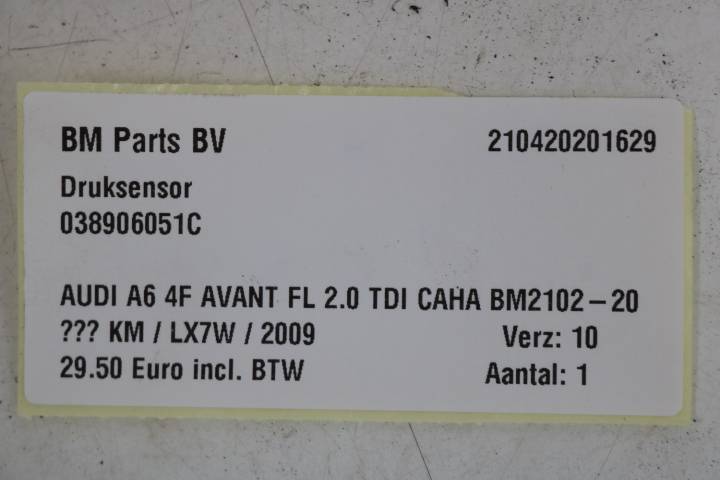 BM Parts BV 210420201629
Druksensor
038906051C
AUDI A6 4F AVANT FL 2.0 TDI CAHA BM2102-20
??? KM / LX7W / 2009 Verz: 10
29.50 Euro incl. BTW Aantal: 1